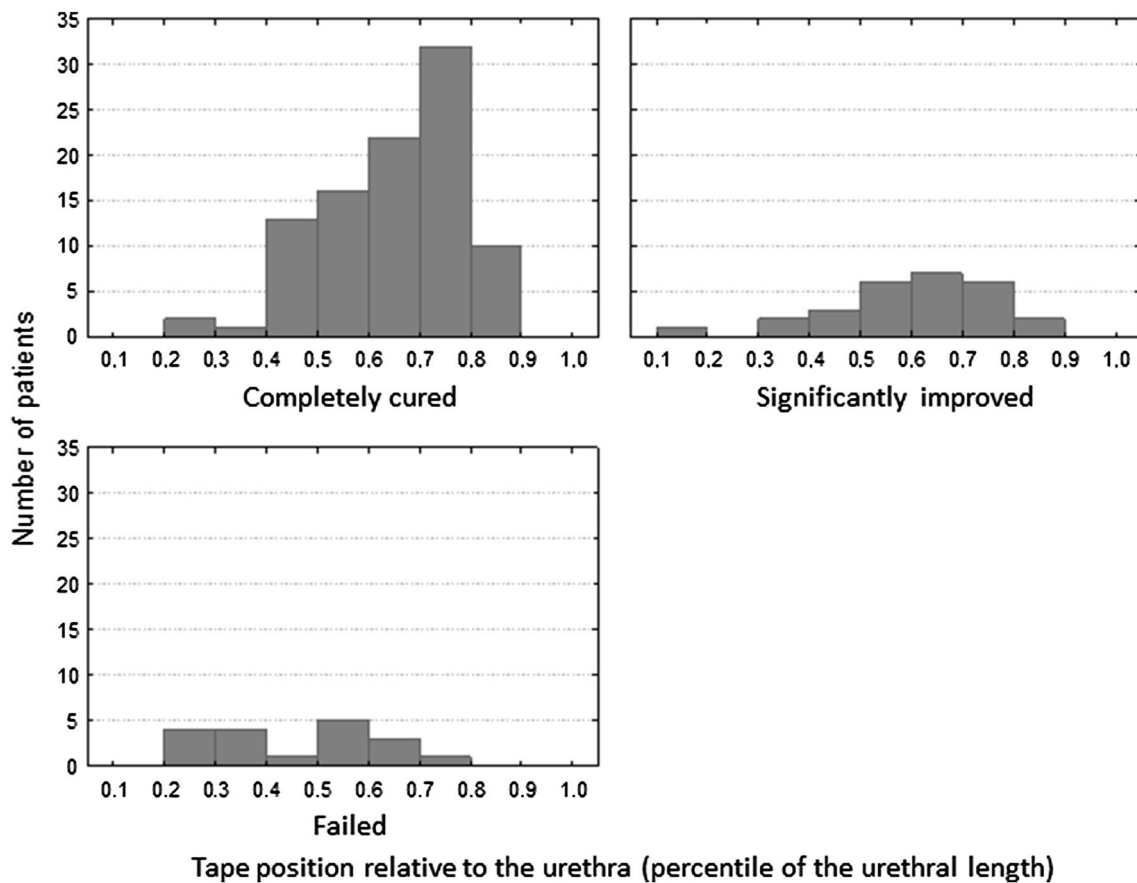 35
30
25
20
15
10
5
0
0.1 0.2 0.3 0.4 0.5 0.6 0.7 0.8 0.9 1.0
Completely cured
0.1 0.2 0.3 0.4 0.5 0.6 0.7 0.8 0.9 1.0
Significantly improved
Number of patients
35
30
25
20
15
10
5
0
0.1 0.2 0.3 0.4 0.5 0.6 0.7 0.8 0.9 1.0
Failed
Tape position relative to the urethra (percentile of the urethral length)